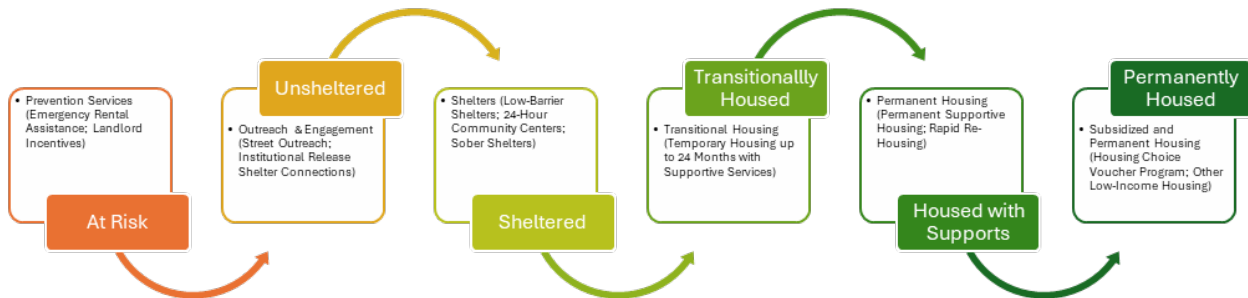 • Prevention Services
(Emergency Rental
Assistance; Landlord
Incentives)
At Risk
Unsheltered
• Outreach & Engagement
(Street Outreach;
Institutional Release
Shelter Connections)
• Shelters (Low-Barrier
Shelters; 24-Hour
Community Centers;
Sober Shelters)
Sheltered
Transitionallly
Housed
• Transitional Housing
(Temporary Housing up
to 24 Months with
Supportive Services)
• Permanent Housing
(Permanent Supportive
Housing; Rapid Re-
Housing)
Housed with
Supports
Permanently
Housed
• Subsidized and
Permanent Housing
(Housing Choice
Voucher Program; Other
Low-Income Housing)